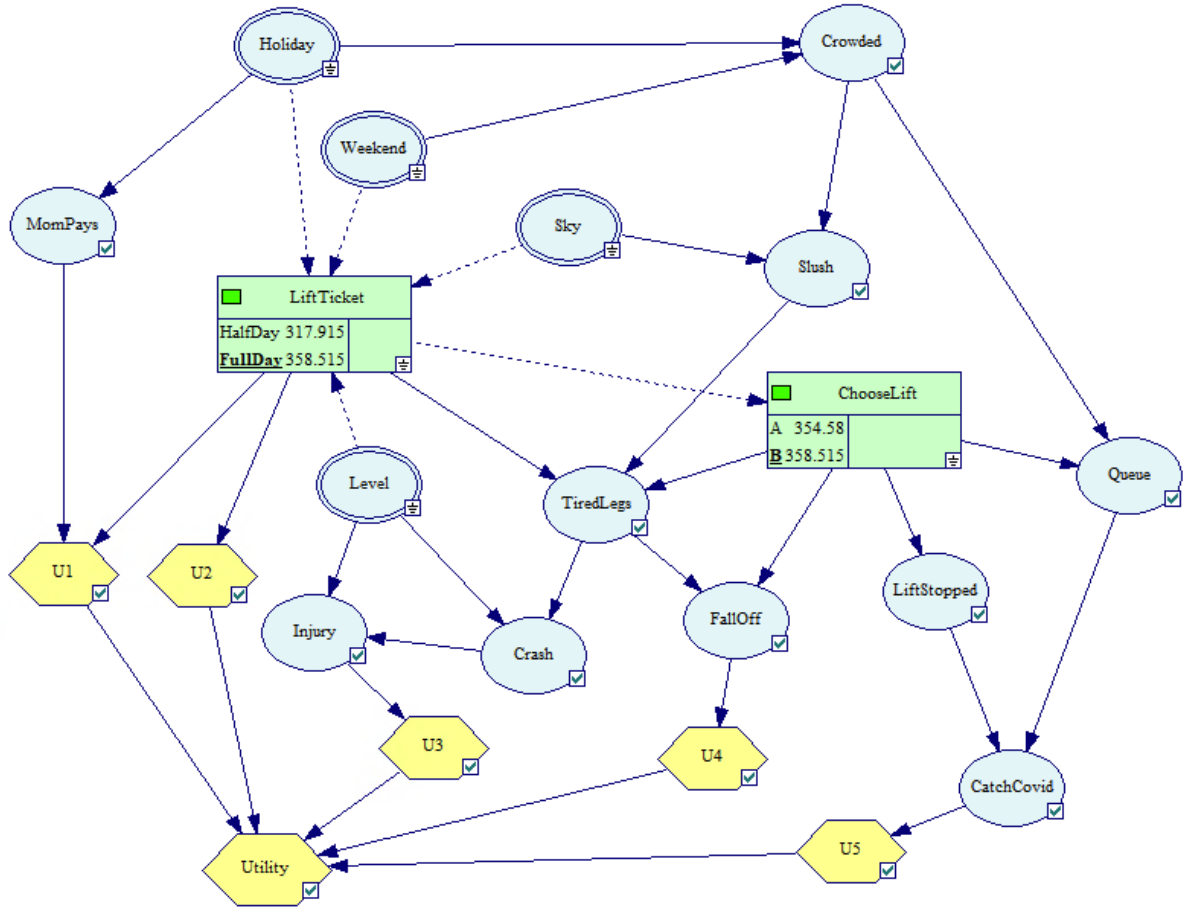 Holiday
Crowded
Weekend
MomPays
Sky
Slush
LiftTicket
HalfDay 317.915
FullDay 358.515
ChooseLift
A 354.58
B 358.515
Level
TiredLegs
Queue
U1
U2
LiftStopped
Injury
Crash
FallOff
U3
U4
CatchCovid
Utility
U5